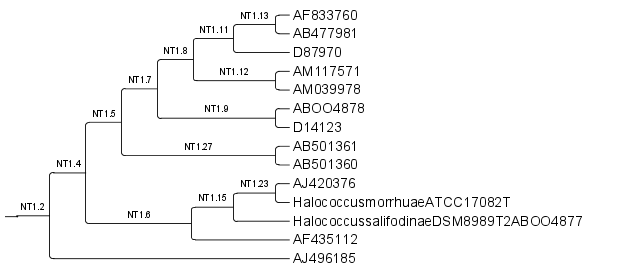 NT1.13 AF833760
AB477981
NT1.11
D87970
NT1.8
AM117571
NT1.12
AM039978
NT1.7
ABOO4878
NT1.9
D14123
NT1.5
AB501361
NT1.27
AB501360
NT1.4
AJ420376
NT1.23
HalococcusmorrhuaeATCC17082T
NT1.15
HalococcussalifodinaeDSM8989T2ABOO4877
NT1.6
AF435112
NT1.2
AJ496185